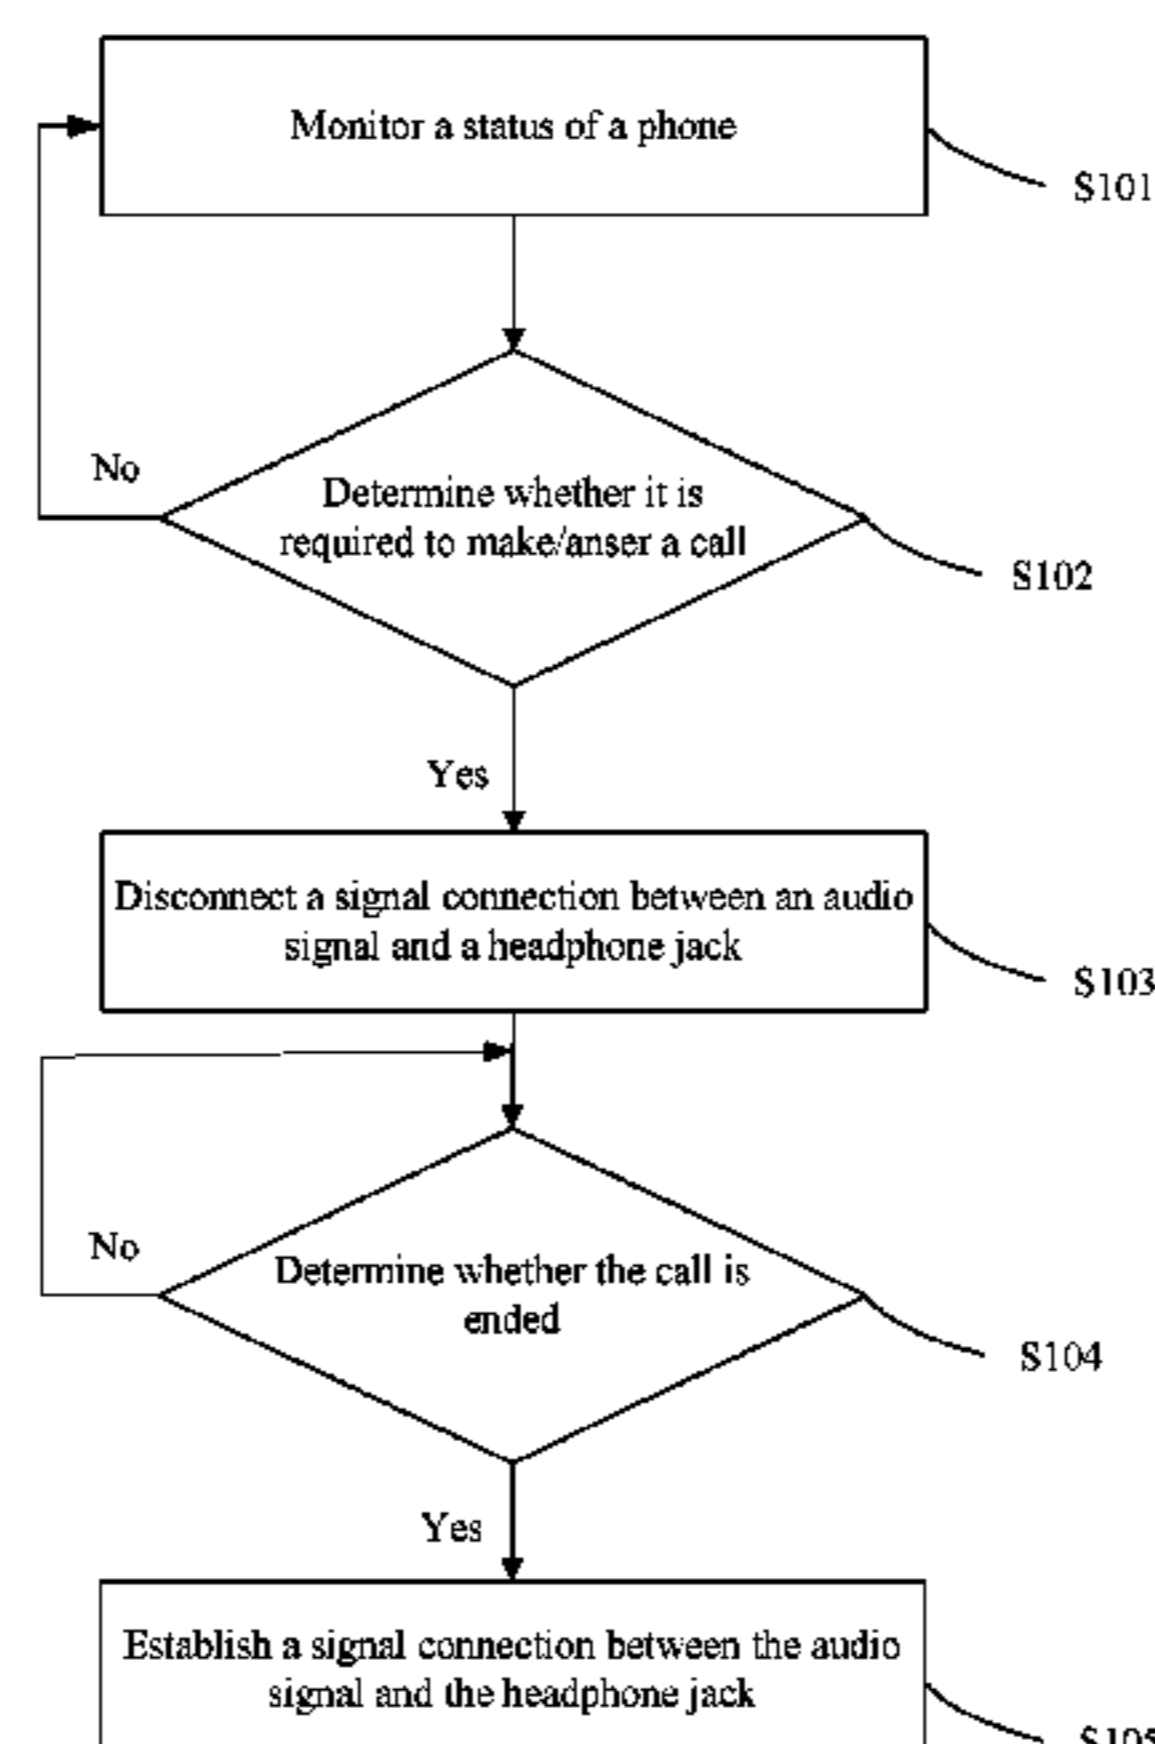 Monitor a status of a phone
S101
No
Determine whether it is
required to make/anser a call
S102
Yes
Disconnect a signal connection between an audio
signal and a headphone jack
S103
No
Determine whether the call is
ended
S104
Yes
Establish a signal connection between the audio
signal and the headphone jack
S105